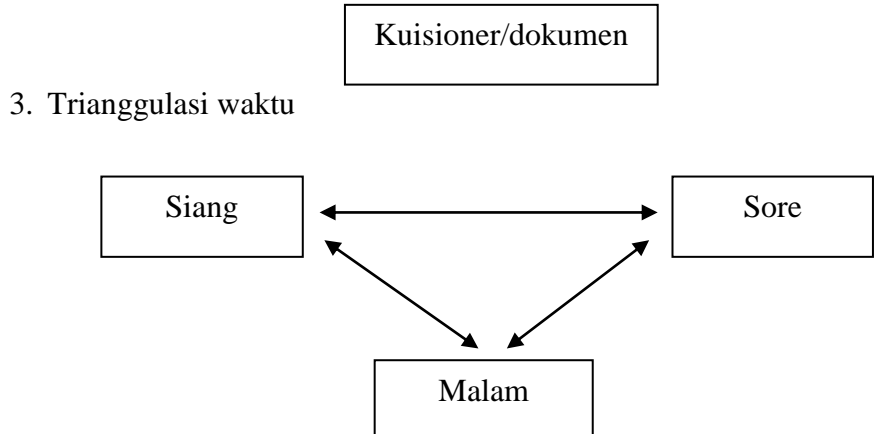 Kuisioner/dokumen
3. Trianggulasi waktu
Siang
Sore
Malam